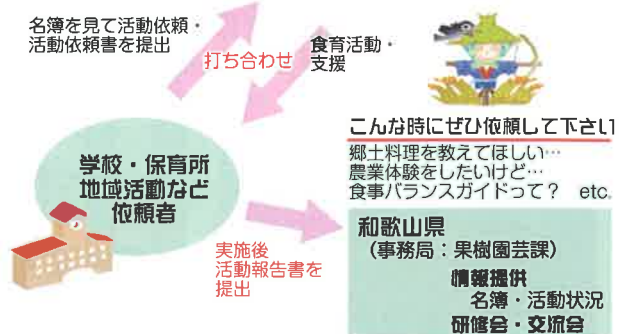 名簿を見て活動依頼・
活動依頼書を提出
打ち合わせ
食育活動・
支援
こんな時にぜひ依頼して下さい
郷土料理を教えてほしい…
農業体験をしたいけど…
食事バランスガイドって？ etc.
学校・保育所
地域活動など
依頼者
実施後
活動報告書を
提出
和歌山県
（事務局：果樹園芸課）
情報提供
名簿・活動状況
研修会・交流会